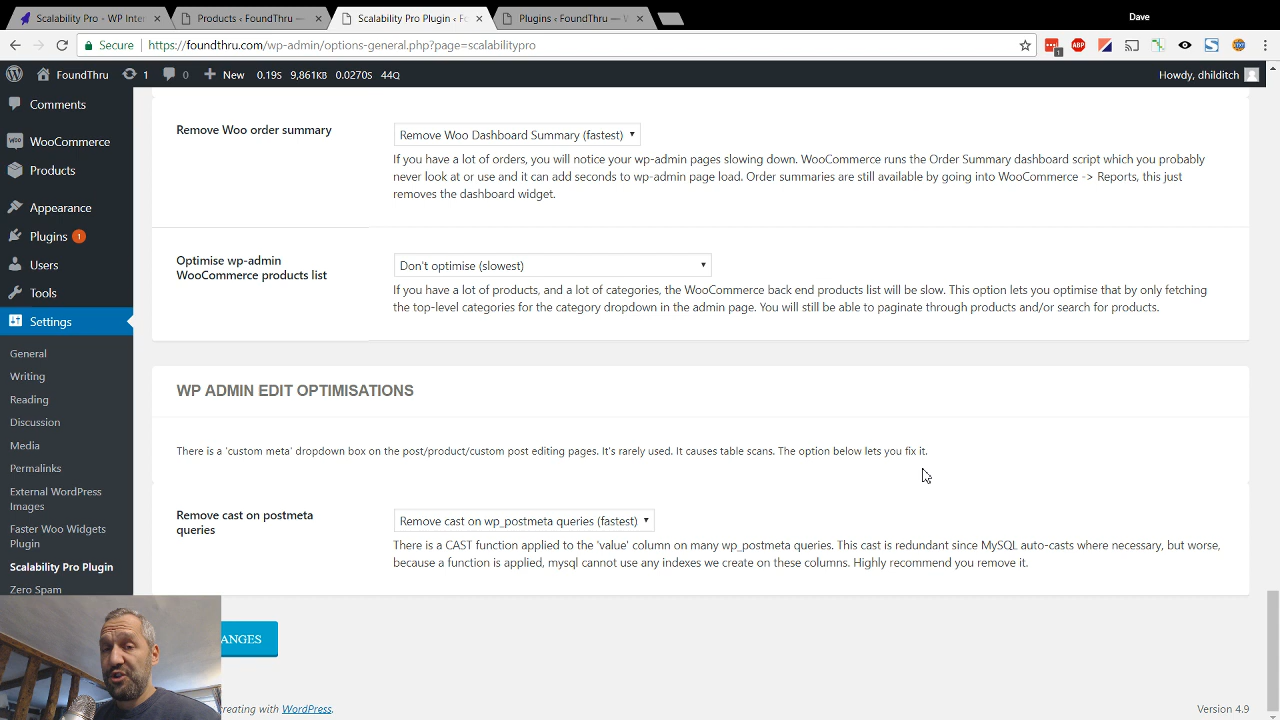 Scalability Pro - WP Inter
Products ‹ FoundThru —
Scalability Pro Plugin ‹ F
Plugins ‹ FoundThru — W
Dave
Secure
https://foundthru.com/wp-admin/options-general.php?page=scalabilitypro
1
ABP
FoundThru
1
0
New
0.19s
9,861KB
0.0270S
44Q
Howdy, dhilditch
Comments
WooCommerce
Products
Appearance
Plugins 1
Users
Tools
Settings
General
Writing
Reading
Discussion
Media
Permalinks
External WordPress
Images
Faster Woo Widgets
Plugin
Scalability Pro Plugin
Zero Spam
Remove Woo order summary
Remove Woo Dashboard Summary (fastest)
If you have a lot of orders, you will notice your wp-admin pages slowing down. WooCommerce runs the Order Summary dashboard script which you probably
never look at or use and it can add seconds to wp-admin page load. Order summaries are still available by going into WooCommerce -> Reports, this just
removes the dashboard widget.
Optimise wp-admin
WooCommerce products list
Don't optimise (slowest)
If you have a lot of products, and a lot of categories, the WooCommerce back end products list will be slow. This option lets you optimise that by only fetching
the top-level categories for the category dropdown in the admin page. You will still be able to paginate through products and/or search for products.
WP ADMIN EDIT OPTIMISATIONS
There is a 'custom meta' dropdown box on the post/product/custom post editing pages. It's rarely used. It causes table scans. The option below lets you fix it.
Remove cast on postmeta
queries
Remove cast on wp_postmeta queries (fastest)
There is a CAST function applied to the 'value' column on many wp_postmeta queries. This cast is redundant since MySQL auto-casts where necessary, but worse,
because a function is applied, mysql cannot use any indexes we create on these columns. Highly recommend you remove it.
ANGES
reating with WordPress.
Version 4.9